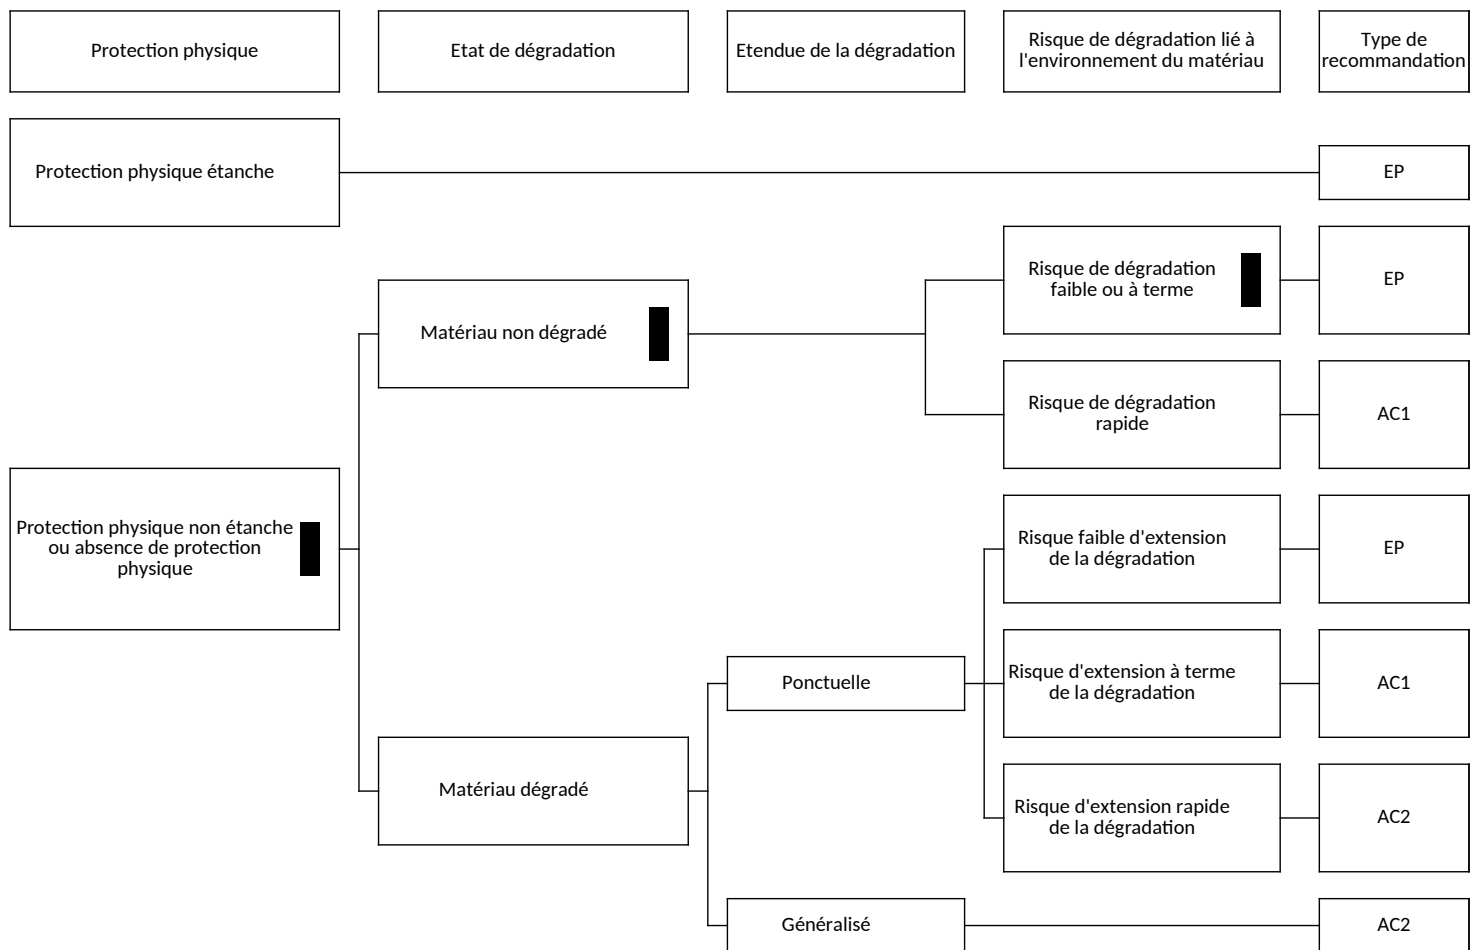 Protection physique
Etat de dégradation
Etendue de la dégradation
Risque de dégradation lié à
l'environnement du matériau
Type de
recommandation
Protection physique étanche
EP
Risque de dégradation
faible ou à terme
EP
Matériau non dégradé
Risque de dégradation
rapide
AC1
Protection physique non étanche
ou absence de protection
physique
Risque faible d'extension
de la dégradation
EP
Ponctuelle
Risque d'extension à terme
de la dégradation
AC1
Matériau dégradé
Risque d'extension rapide
de la dégradation
AC2
Généralisé
AC2